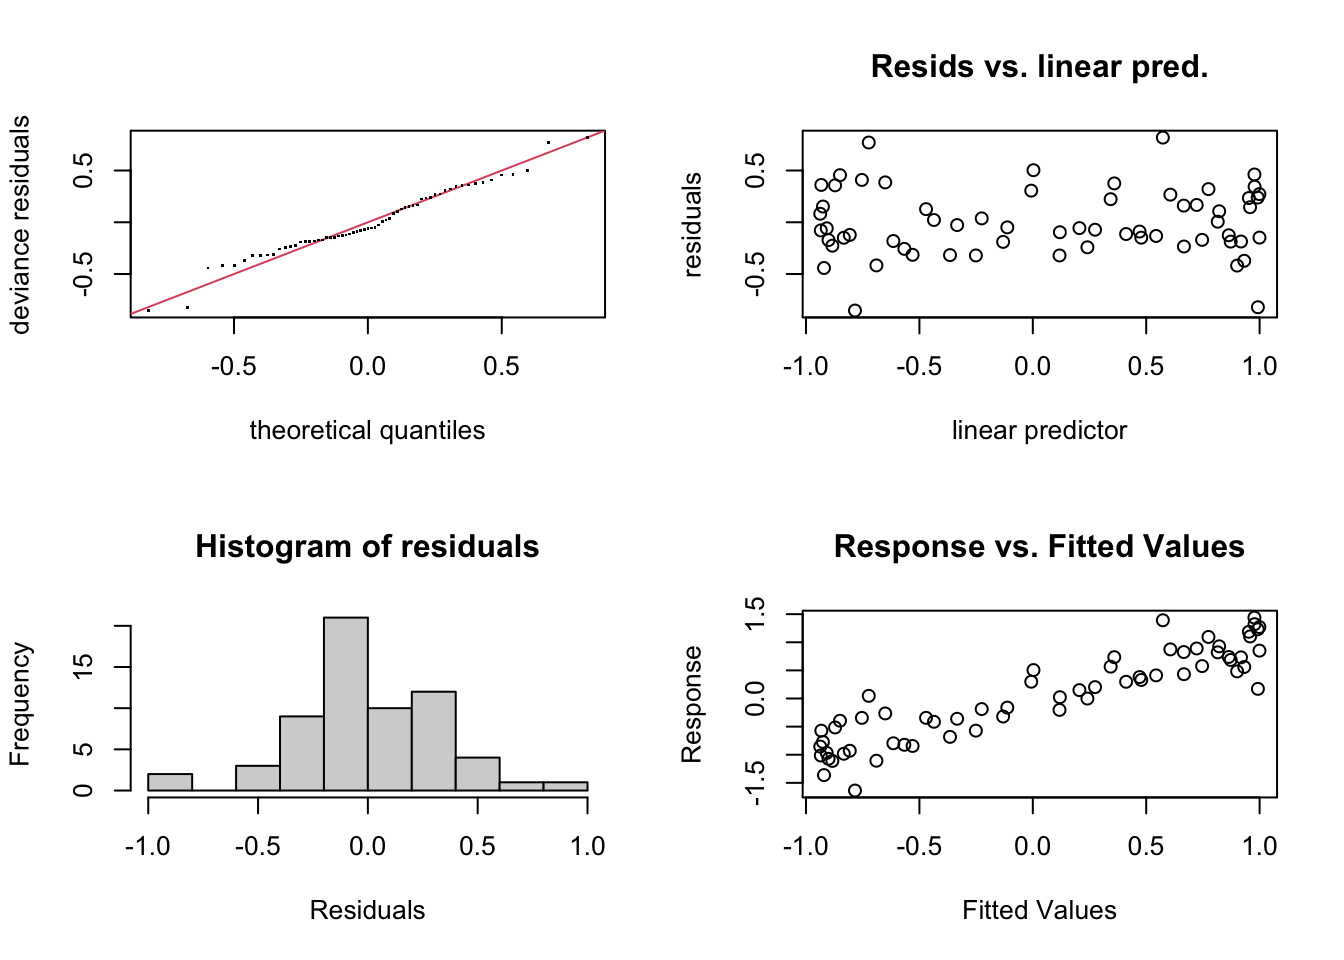 deviance residuals
0.5
-0.5
-0.5 0.0 0.5
theoretical quantiles
Resids vs. linear pred.
residuals
0.5
-0.5
-1.0 -0.5 0.0 0.5 1.0
linear predictor
Histogram of residuals
Frequency
15
5
0
-1.0 -0.5 0.0 0.5 1.0
Residuals
Response vs. Fitted Values
Response
1.5
0.0
-1.5
-1.0 -0.5 0.0 0.5 1.0
Fitted Values